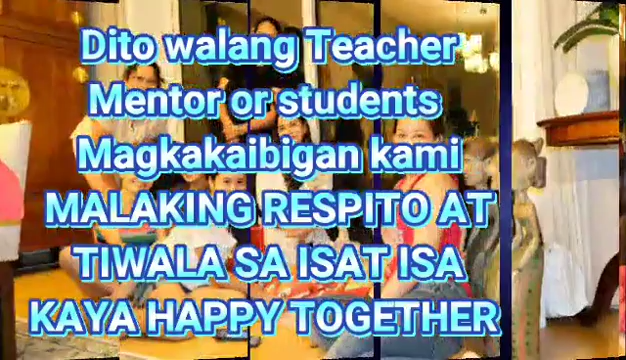 Dito walang Teacher
Mentor or students
Magkakaibigan kami
MALAKING RESPITO AT
TIWALA SA ISAT ISA
KAYA HAPPY TOGETHER